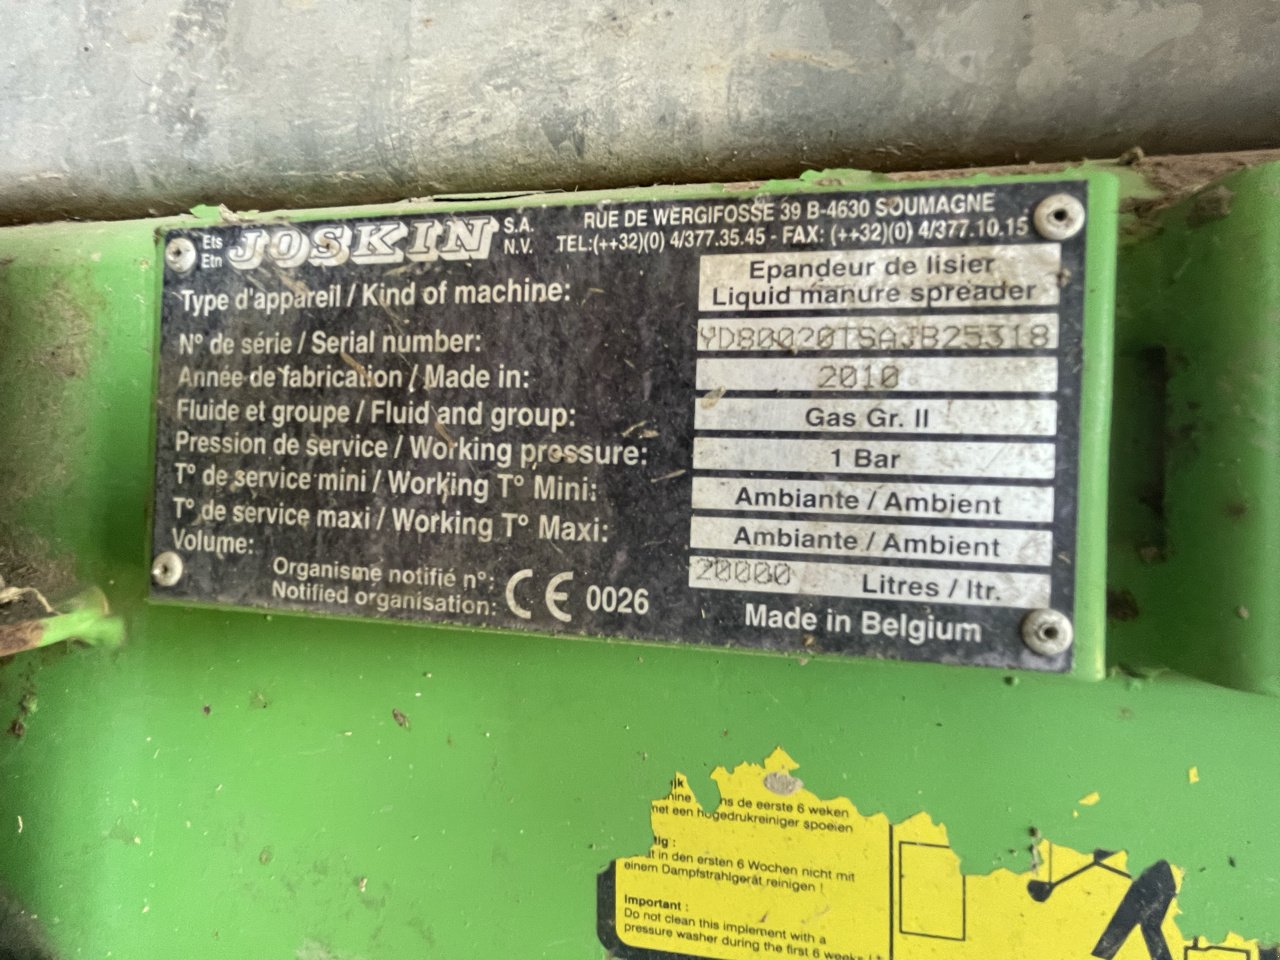 Ets JOSKIN S.A. RUE DE WERGIFOSSE 39 B-4630 SOUMAGNE
Etn N.V. TEL:(++32)(0) 4/377.35.45 - FAX: (++32)(0) 4/377.10.15
Type d'appareil / Kind of machine: Epandeur de lisier
Liquid manure spreader
N° de série / Serial number: YD80020TSAJB25318
Année de fabrication / Made in: 2010
Fluide et groupe / Fluid and group: Gas Gr. II
Pression de service / Working pressure: 1 Bar
T° de service mini / Working T° Mini: Ambiante / Ambient
T° de service maxi / Working T° Maxi: Ambiante / Ambient
Volume: 20000 Litres / ltr.
Organisme notifié n°:
Notified organisation: CE 0026
Made in Belgium
de eerste 6 weken
een hogedrukreiniger spoeien
in den ersten 6 Wochen nicht mit
einem Dampfstrahlgerät reinigen !
Important :
Do not clean this implement with a
pressure washer during the first 6 weeks !